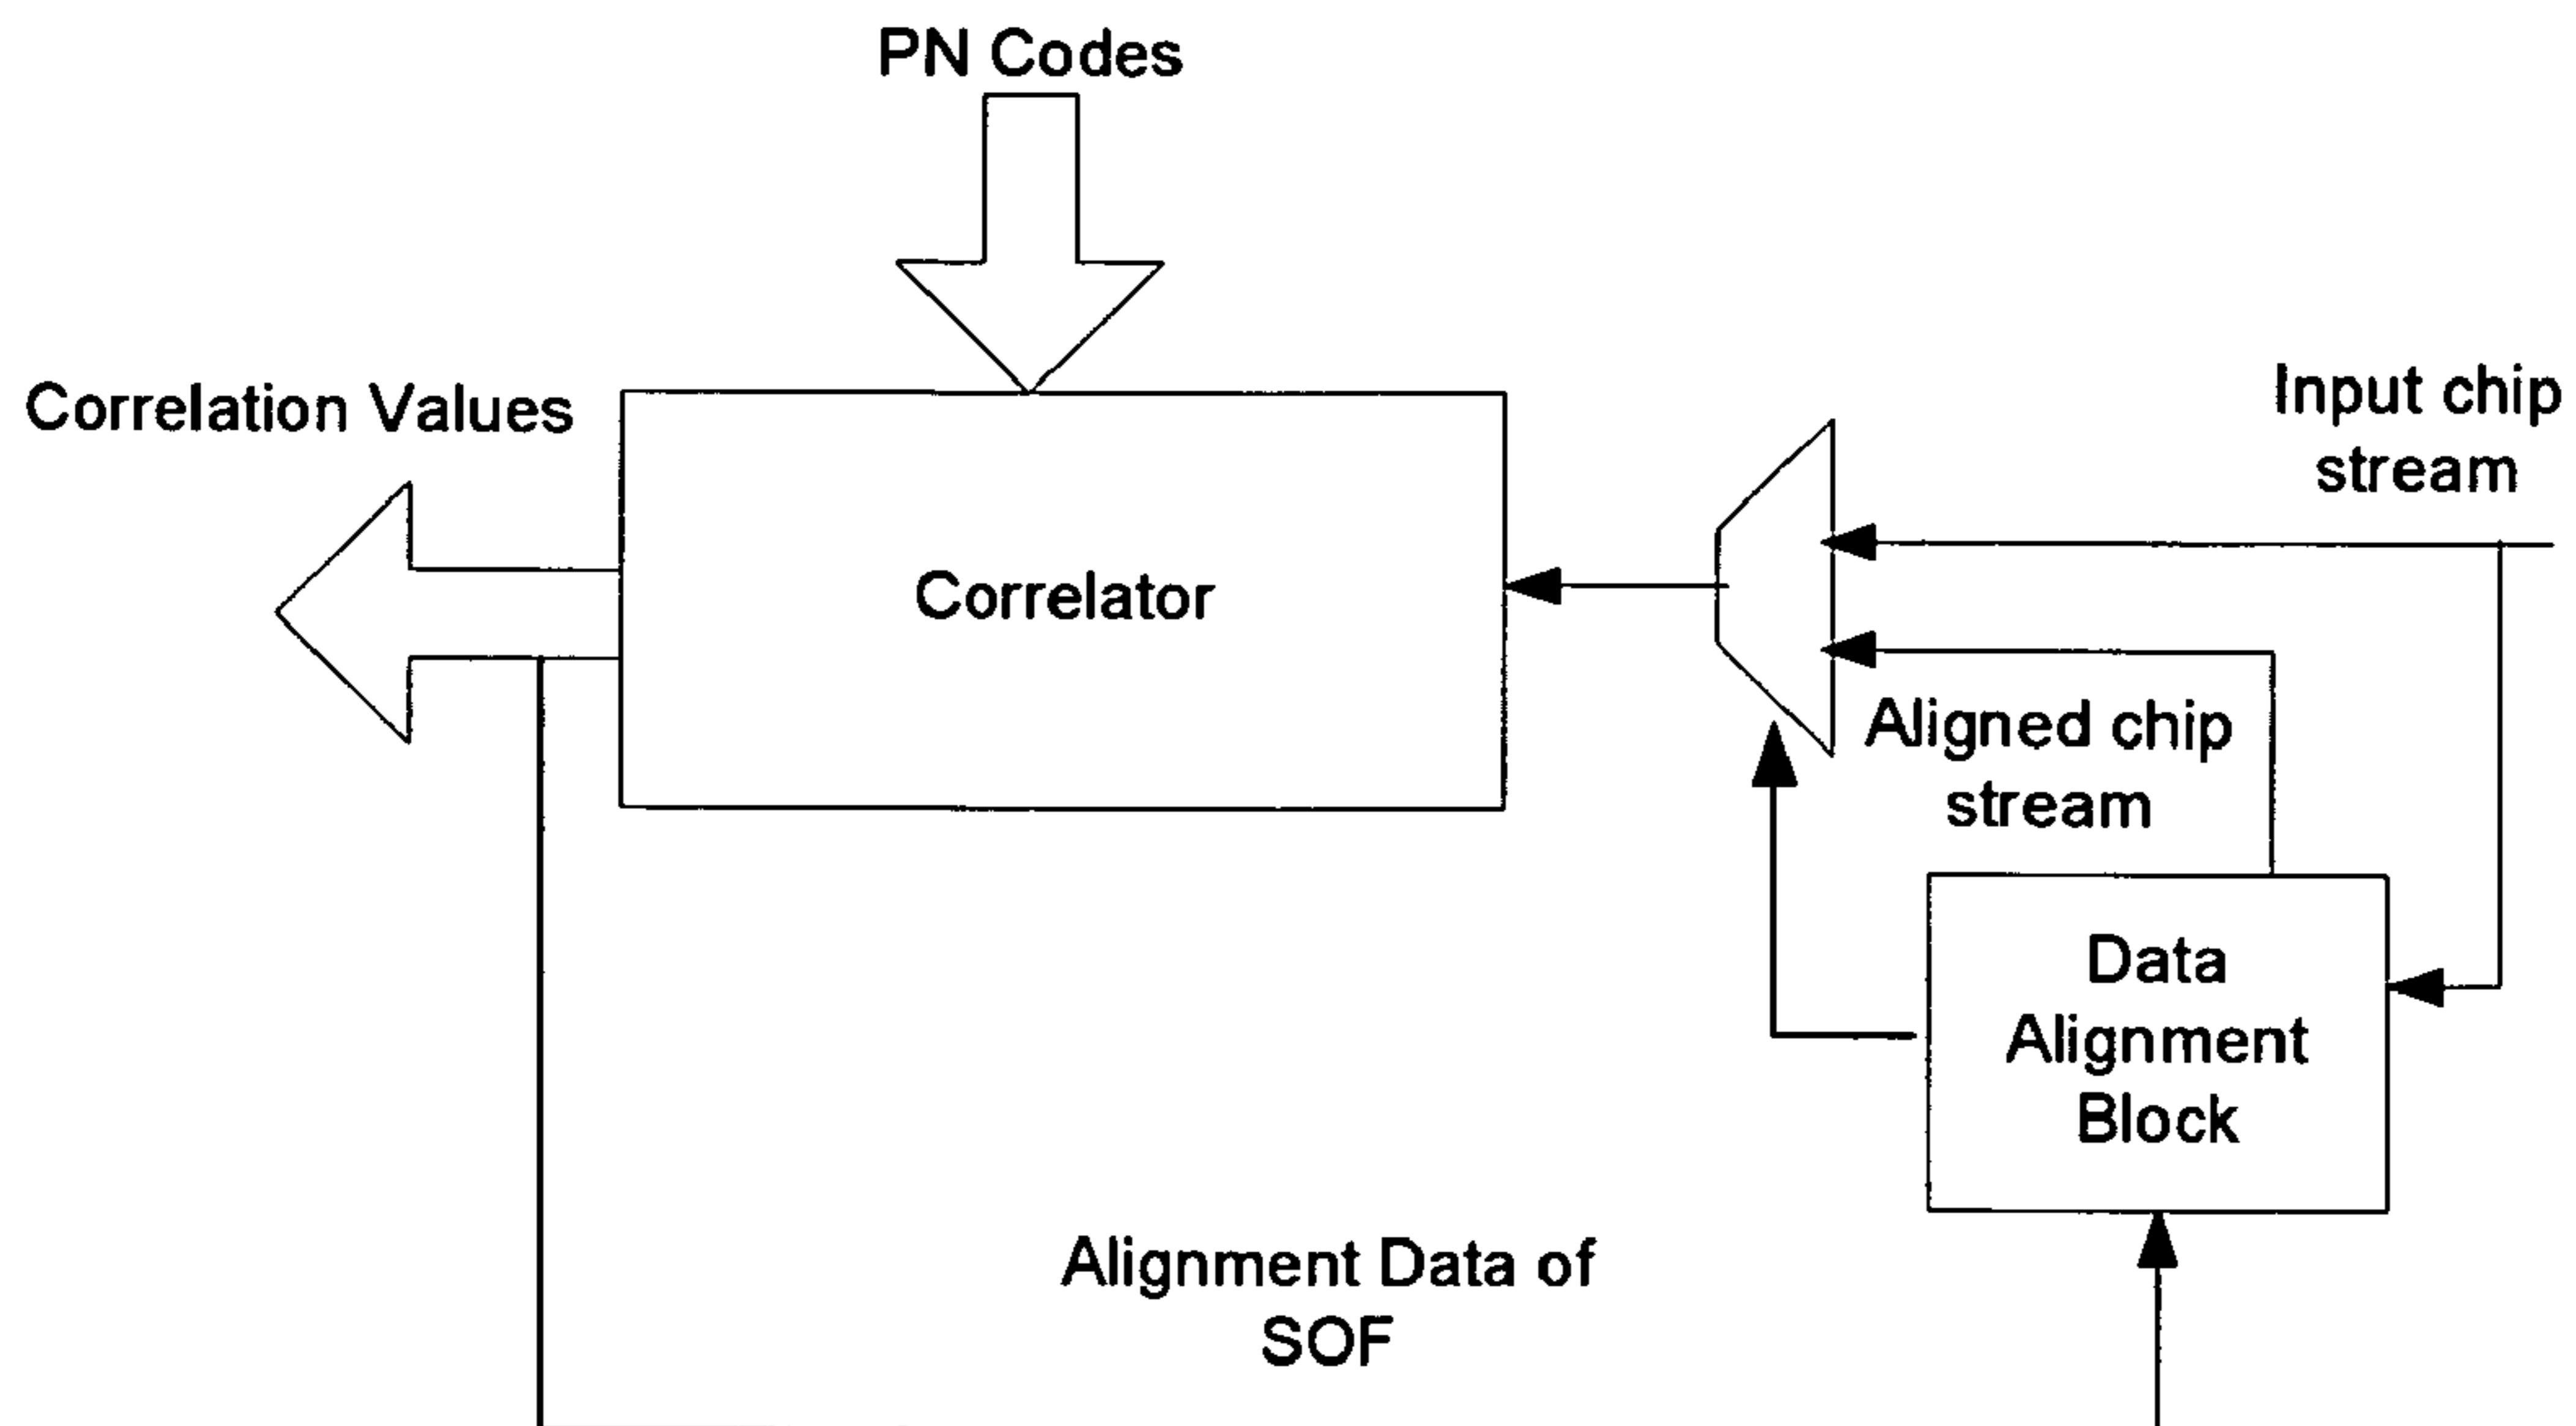 PN Codes
Correlation Values
Input chip
stream
Correlator
Aligned chip
stream
Data
Alignment
Block
Alignment Data of
SOF